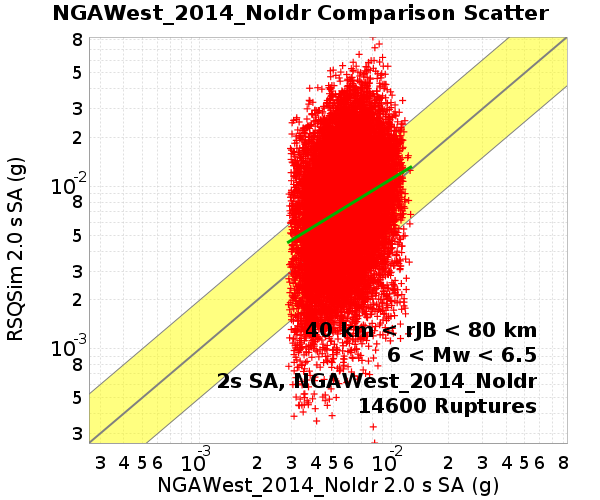 NGAWest_2014_NoIdr Comparison Scatter
RSQSim 2.0 s SA (g)
8
5
3
2
10^-2
8
5
3
2
10^-3
8
5
3
40 km < rJB < 80 km
6 < Mw < 6.5
2s SA, NGAWest_2014_NoIdr
14600 Ruptures
3 4 5 6 8 10^-3 2 3 4 5 6 8 10^-2 2 3 4 5 6 8
NGAWest_2014_NoIdr 2.0 s SA (g)